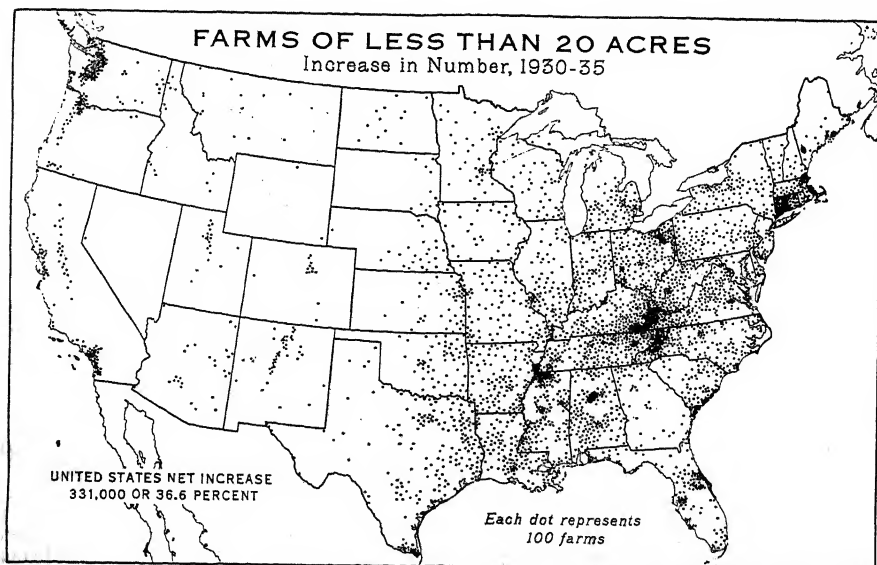 FARMS OF LESS THAN 20 ACRES
Increase in Number, 1930-35
UNITED STATES NET INCREASE
331,000 OR 36.6 PERCENT
Each dot represents
100 farms